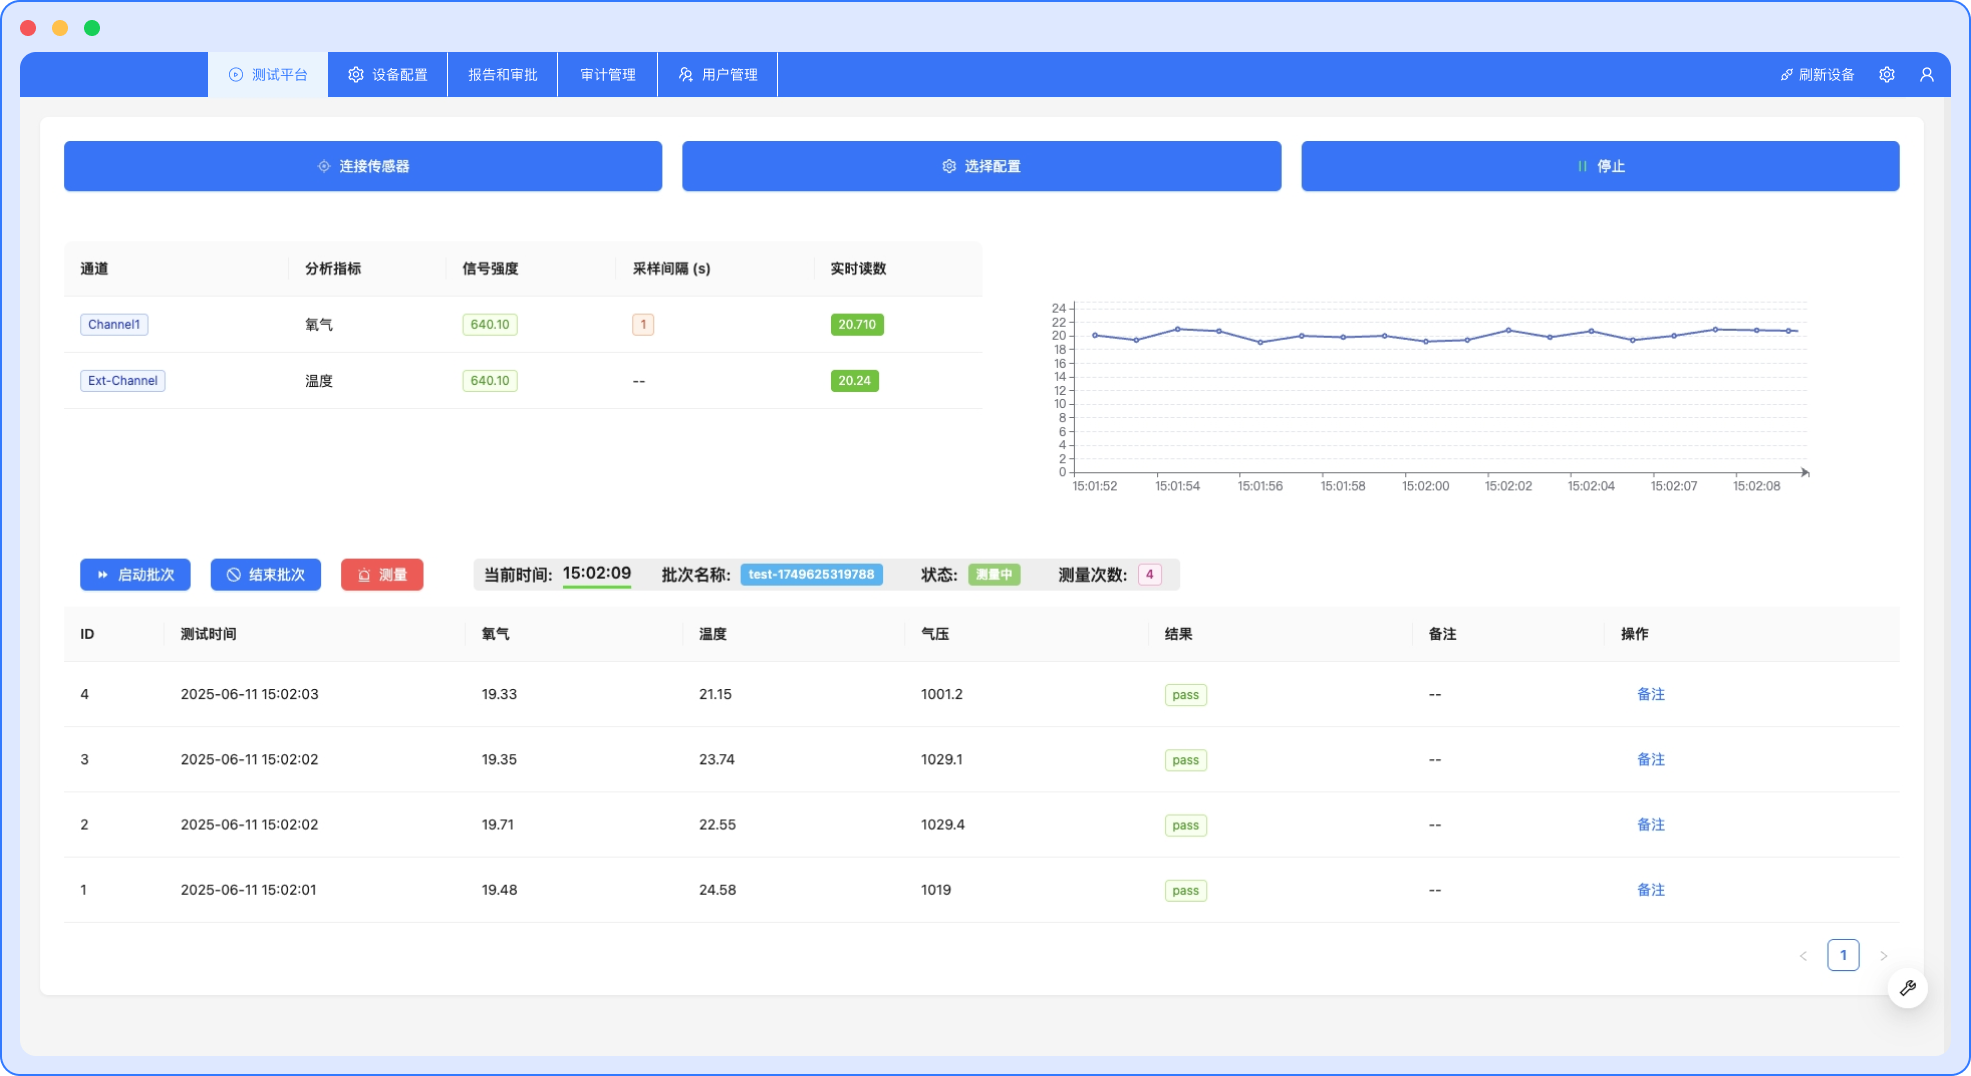 测试平台 设备配置 报告和审批 审计管理 用户管理 刷新设备
连接传感器 选择配置 停止
通道 分析指标 信号强度 采样间隔 (s) 实时读数
Channel1 氧气 640.10 1 20.710
Ext-Channel 温度 640.10 -- 20.24
24
22
20
18
16
14
12
10
8
6
4
2
0
15:01:52 15:01:54 15:01:56 15:01:58 15:02:00 15:02:02 15:02:04 15:02:07 15:02:08
启动批次 结束批次 测量 当前时间: 15:02:09 批次名称: test-1749625319788 状态: 测量中 测量次数: 4
ID 测试时间 氧气 温度 气压 结果 备注 操作
4 2025-06-11 15:02:03 19.33 21.15 1001.2 pass -- 备注
3 2025-06-11 15:02:02 19.35 23.74 1029.1 pass -- 备注
2 2025-06-11 15:02:02 19.71 22.55 1029.4 pass -- 备注
1 2025-06-11 15:02:01 19.48 24.58 1019 pass -- 备注
< 1 >